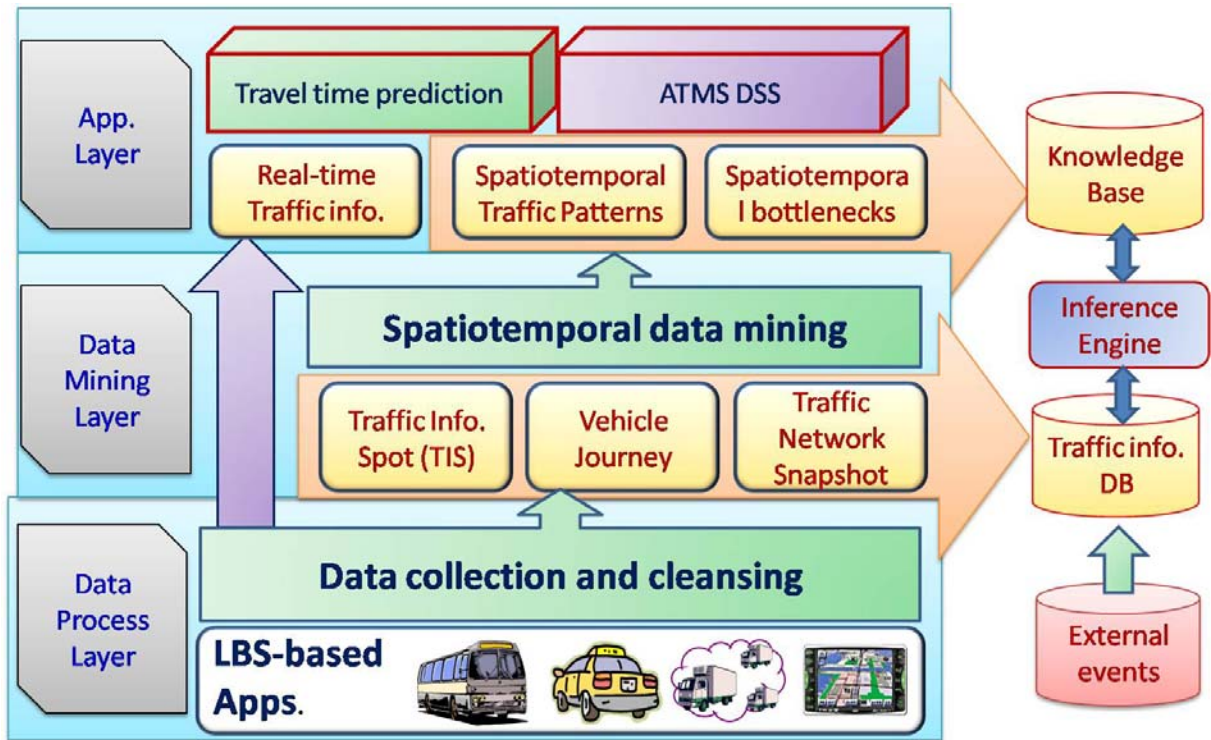 App.
Layer
Travel time prediction
ATMS DSS
Real-time
Traffic info.
Spatiotemporal
Traffic Patterns
Spatiotempora
l bottlenecks
Knowledge
Base
Data
Mining
Layer
Spatiotemporal data mining
Traffic Info.
Spot (TIS)
Vehicle
Journey
Traffic
Network
Snapshot
Inference
Engine
Traffic info.
DB
Data
Process
Layer
Data collection and cleansing
LBS-based
Apps.
External
events